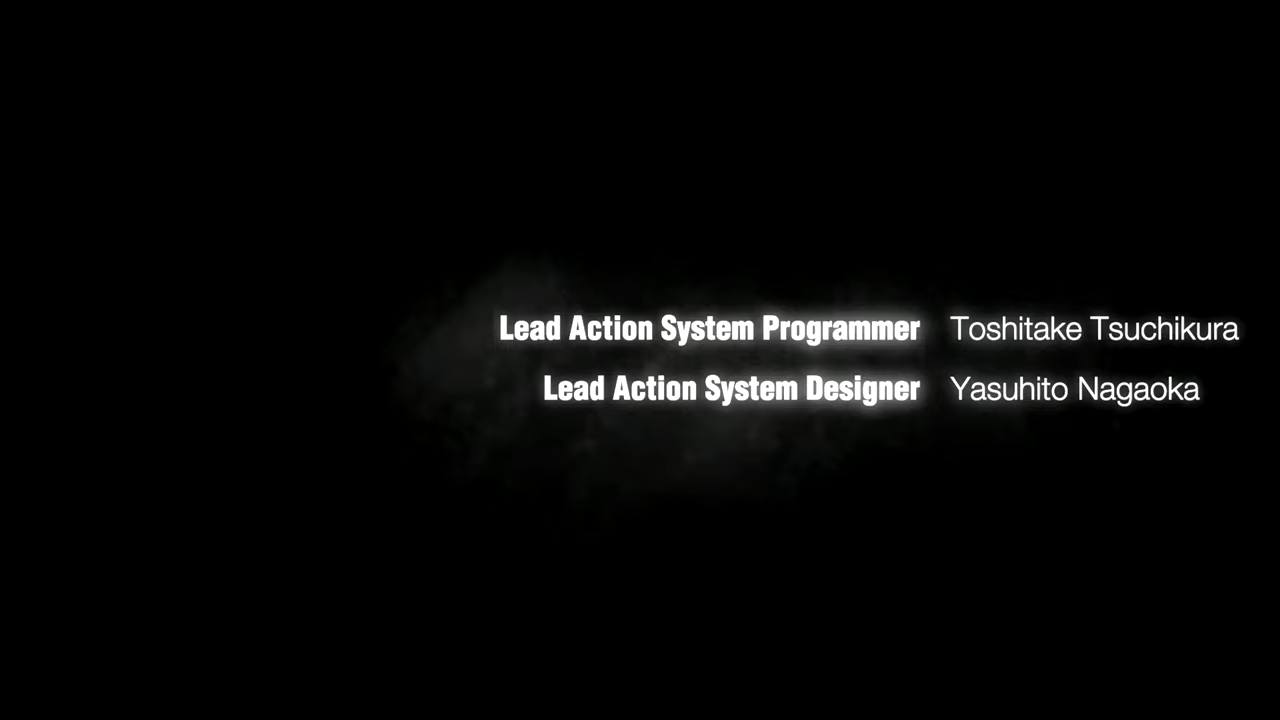 Lead Action System Programmer Toshitake Tsuchikura
Lead Action System Designer Yasuhito Nagaoka